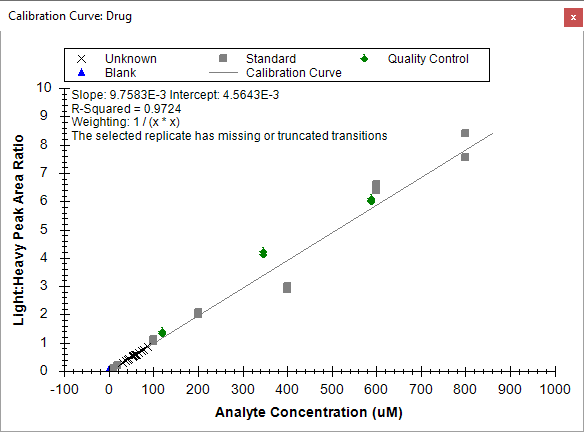 Calibration Curve: Drug
x
Unknown Standard Quality Control
Blank Calibration Curve
Slope: 9.7583E-3 Intercept: 4.5643E-3
R-Squared = 0.9724
Weighting: 1 / (x * x)
The selected replicate has missing or truncated transitions
Light:Heavy Peak Area Ratio
10
9
8
7
6
5
4
3
2
1
0
-100 0 100 200 300 400 500 600 700 800 900 1000
Analyte Concentration (uM)